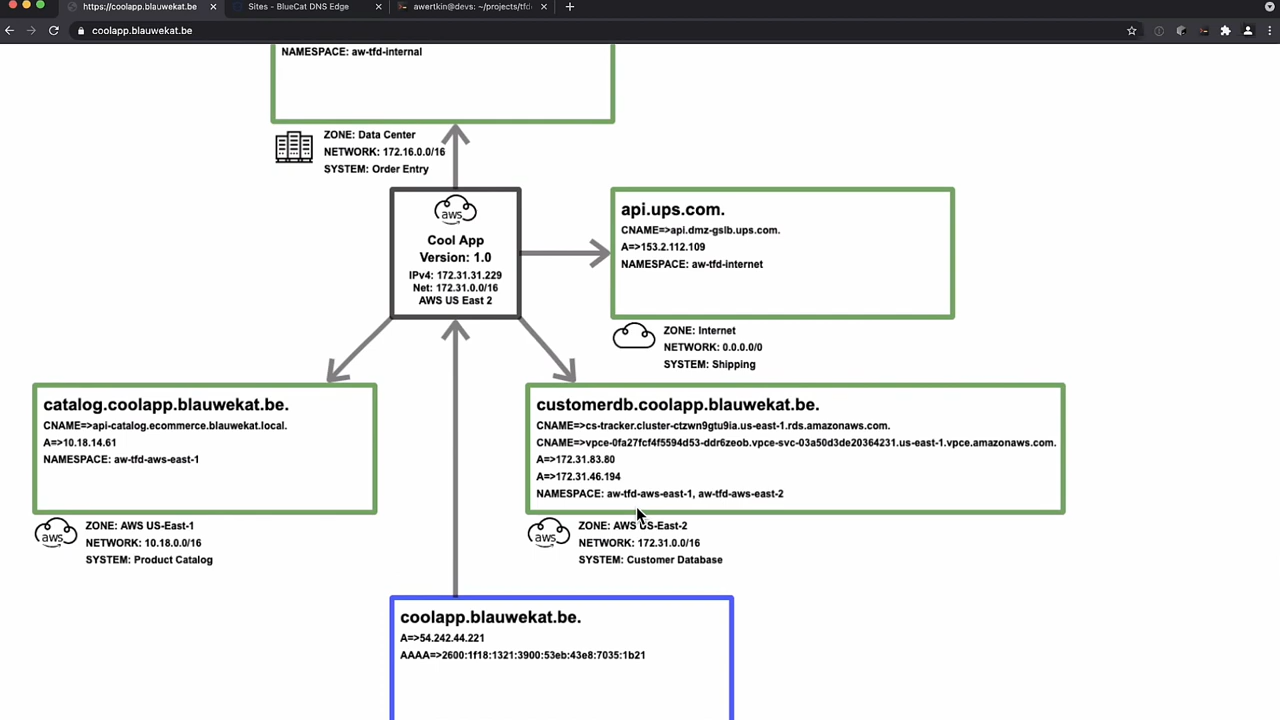 https://coolapp.blauwekat.be
Sites - BlueCat DNS Edge
awertkin@devs: ~/projects/tfd
coolapp.blauwekat.be
NAMESPACE: aw-tfd-internal
ZONE: Data Center
NETWORK: 172.16.0.0/16
SYSTEM: Order Entry
aws
Cool App
Version: 1.0
IPv4: 172.31.31.229
Net: 172.31.0.0/16
AWS US East 2
api.ups.com.
CNAME=>api.dmz-gslb.ups.com.
A=>153.2.112.109
NAMESPACE: aw-tfd-internet
ZONE: Internet
NETWORK: 0.0.0.0/0
SYSTEM: Shipping
catalog.coolapp.blauwekat.be.
CNAME=>api-catalog.ecommerce.blauwekat.local.
A=>10.18.14.61
NAMESPACE: aw-tfd-aws-east-1
aws
ZONE: AWS US-East-1
NETWORK: 10.18.0.0/16
SYSTEM: Product Catalog
customerdb.coolapp.blauwekat.be.
CNAME=>cs-tracker.cluster-ctzwn9gtu9ia.us-east-1.rds.amazonaws.com.
CNAME=>vpce-0fa27fcf4f5594d53-ddr6zeob.vpce-svc-03a50d3de20364231.us-east-1.vpce.amazonaws.com.
A=>172.31.83.80
A=>172.31.46.194
NAMESPACE: aw-tfd-aws-east-1, aw-tfd-aws-east-2
aws
ZONE: AWS US-East-2
NETWORK: 172.31.0.0/16
SYSTEM: Customer Database
coolapp.blauwekat.be.
A=>54.242.44.221
AAAA=>2600:1f18:1321:3900:53eb:43e8:7035:1b21